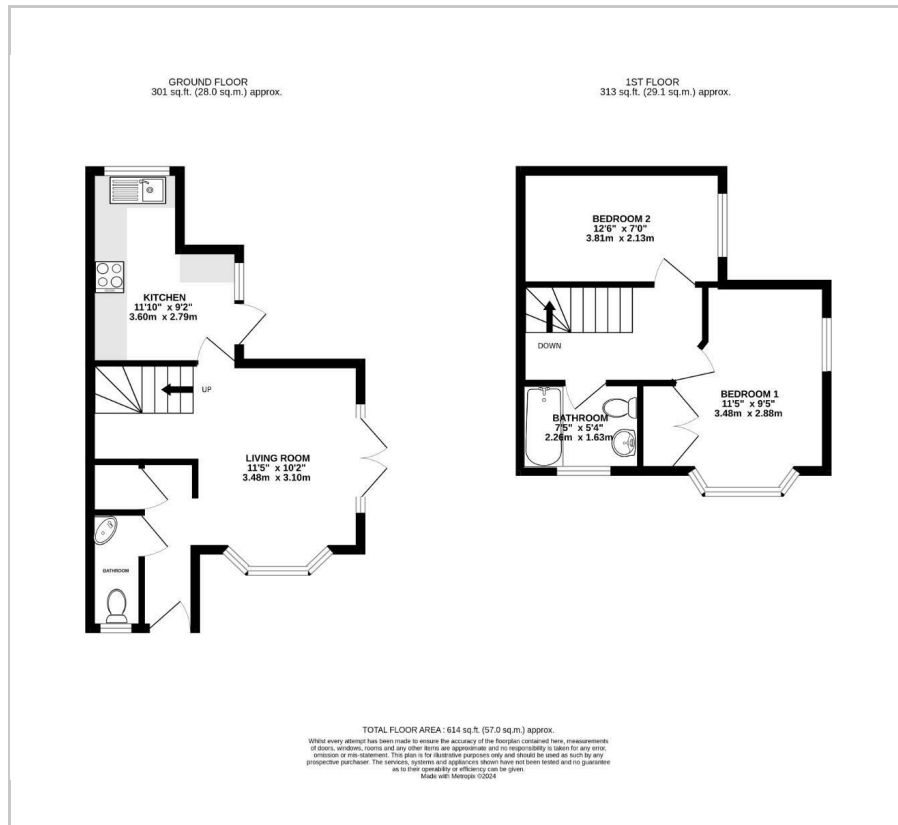 GROUND FLOOR
301 sq.ft. (28.0 sq.m.) approx.
1ST FLOOR
313 sq.ft. (29.1 sq.m.) approx.
KITCHEN
11'10" x 9'2"
3.60m x 2.79m
UP
LIVING ROOM
11'5" x 10'2"
3.48m x 3.10m
BATHROOM
BEDROOM 2
12'6" x 7'0"
3.81m x 2.13m
DOWN
BEDROOM 1
11'5" x 9'5"
3.48m x 2.88m
BATHROOM
7'5" x 5'4"
2.26m x 1.63m
TOTAL FLOOR AREA : 614 sq.ft. (57.0 sq.m.) approx.
Whilst every attempt has been made to ensure the accuracy of the floorplan contained here, measurements
of doors, windows, rooms and any other items are approximate and no responsibility is taken for any error,
omission or mis-statement. This plan is for illustrative purposes only and should be used as such by any
prospective purchaser. The services, systems and appliances shown have not been tested and no guarantee
as to their operability or efficiency can be given.
Made with Metropix ©2024